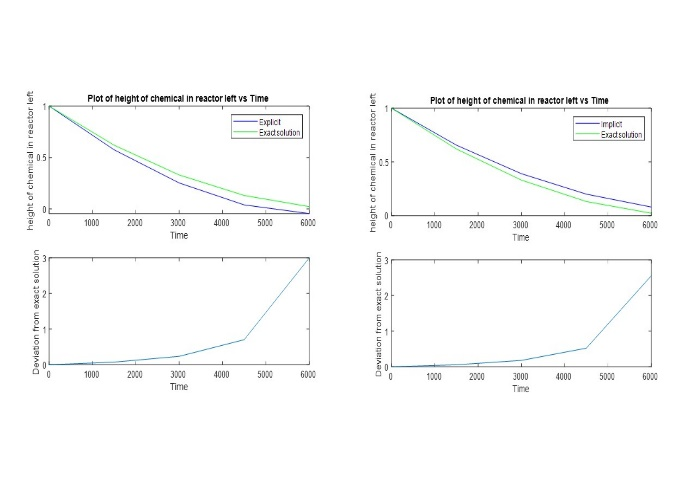 Plot of height of chemical in reactor left vs Time
height of chemical in reactor left
1
0.5
0
Explicit
Exact solution
0 1000 2000 3000 4000 5000 6000
Time
Deviation from exact solution
3
2
1
0
0 1000 2000 3000 4000 5000 6000
Time
Plot of height of chemical in reactor left vs Time
height of chemical in reactor left
1
0.5
0
Implicit
Exact solution
0 1000 2000 3000 4000 5000 6000
Time
Deviation from exact solution
3
2
1
0
0 1000 2000 3000 4000 5000 6000
Time